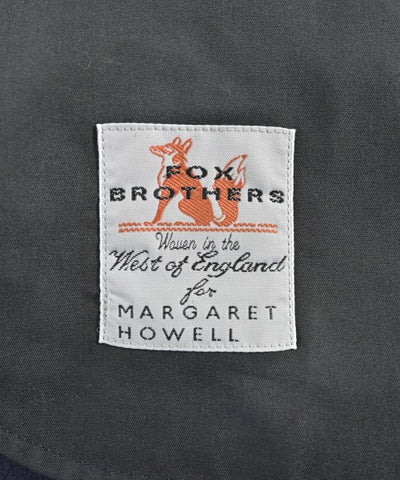 FOX
BROTHERS
Woven in the
West of England
for
MARGARET
HOWELL